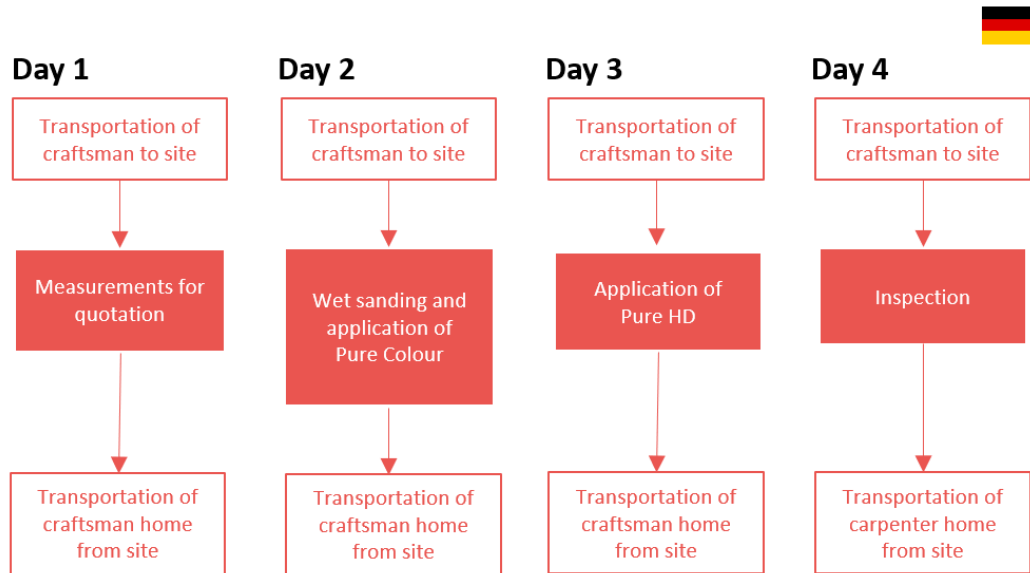 Day 1
Transportation of
craftsman to site
Measurements for
quotation
Transportation of
craftsman home
from site
Day 2
Transportation of
craftsman to site
Wet sanding and
application of
Pure Colour
Transportation of
craftsman home
from site
Day 3
Transportation of
craftsman to site
Application of
Pure HD
Transportation of
craftsman home
from site
Day 4
Transportation of
craftsman to site
Inspection
Transportation of
carpenter home
from site